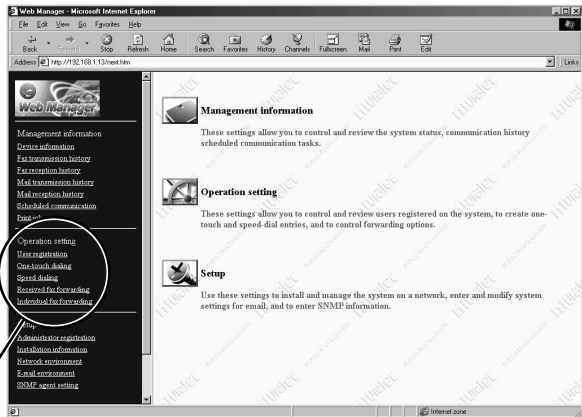 Web Manager - Microsoft Internet Explorer
File Edit View Go Favorites Help
Back Forward Stop Refresh Home Search Favorites History Channels Fullscreen Mail Print Edit
Address http://192.168.1.13/next.htm Links
Web Manager
Management information
Device information
Fax transmission history
Fax reception history
Mail transmission history
Mail reception history
Scheduled communication
Print job
Operation setting
User registration
One-touch dialing
Speed dialing
Received fax forwarding
Individual fax forwarding
Setup
Administrator registration
Installation information
Network environment
E-mail environment
SNMP agent setting
Management information
These settings allow you to control and review the system status, communication history
scheduled communication tasks.
Operation setting
These settings allow you to control and review users registered on the system, to create one-
touch and speed-dial entries, and to control forwarding options.
Setup
Use these settings to install and manage the system on a network, enter and modify system
settings for email, and to enter SNMP information.
Internet zone